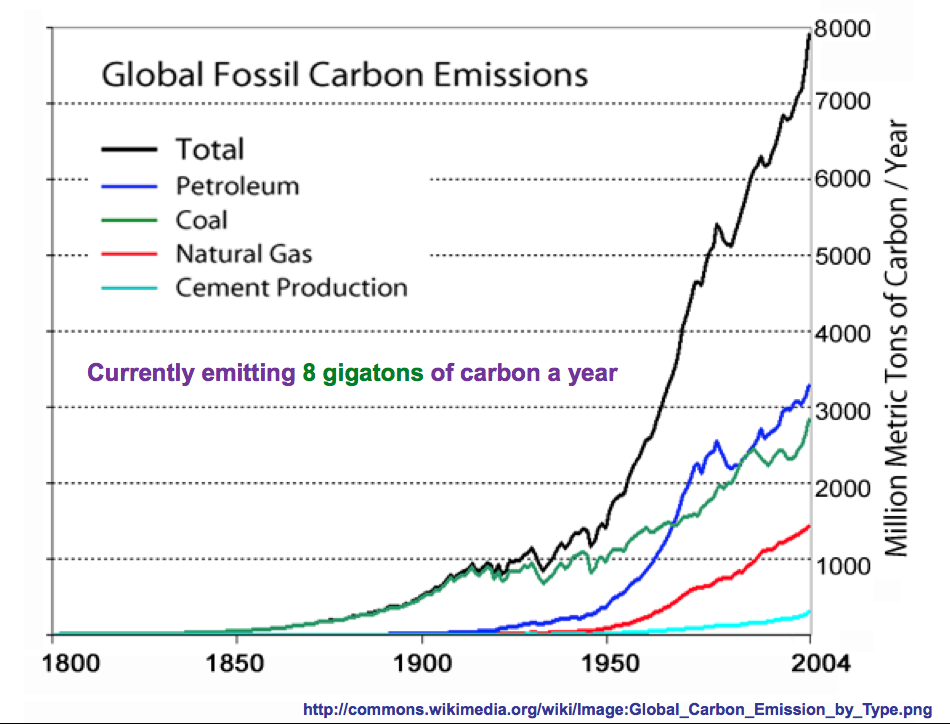 8000
Global Fossil Carbon Emissions
7000
Total
Petroleum
6000
Coal
Natural Gas
5000
Cement Production
4000
Currently emitting 8 gigatons of carbon a year
3000
2000
1000
Million Metric Tons of Carbon / Year
1800 1850 1900 1950 2004
http://commons.wikimedia.org/wiki/Image:Global_Carbon_Emission_by_Type.png